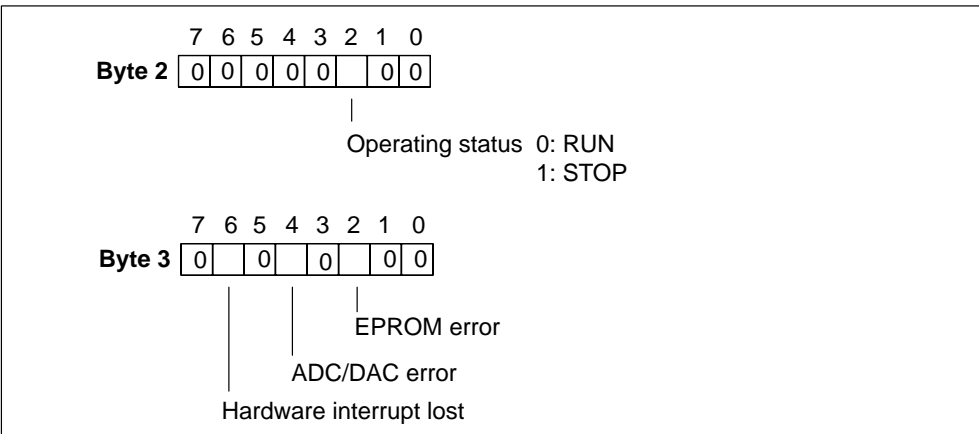 7 6 5 4 3 2 1 0
Byte 2 0 0 0 0 0 0 0
Operating status 0: RUN
1: STOP
7 6 5 4 3 2 1 0
Byte 3 0 0 0 0 0
EPROM error
ADC/DAC error
Hardware interrupt lost